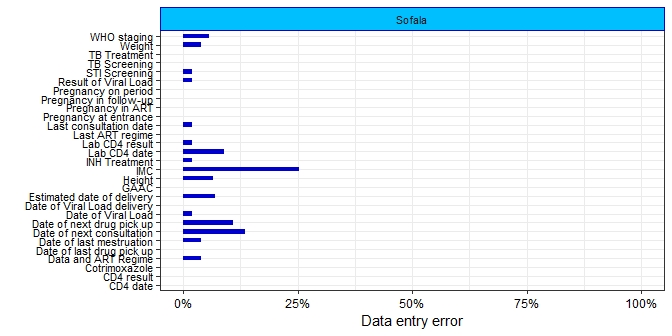 Sofala
WHO staging
Weight
TB Treatment
TB Screening
STI Screening
Result of Viral Load
Pregnancy on period
Pregnancy in follow-up
Pregnancy in ART
Pregnancy at entrance
Last consultation date
Last ART regime
Lab CD4 result
Lab CD4 date
INH Treatment
IMC
Height
GAAC
Estimated date of delivery
Date of Viral Load delivery
Date of Viral Load
Date of next drug pick up
Date of next consultation
Date of last mestruation
Date of last drug pick up
Data and ART Regime
Cotrimoxazole
CD4 result
CD4 date
0% 25% 50% 75% 100%
Data entry error